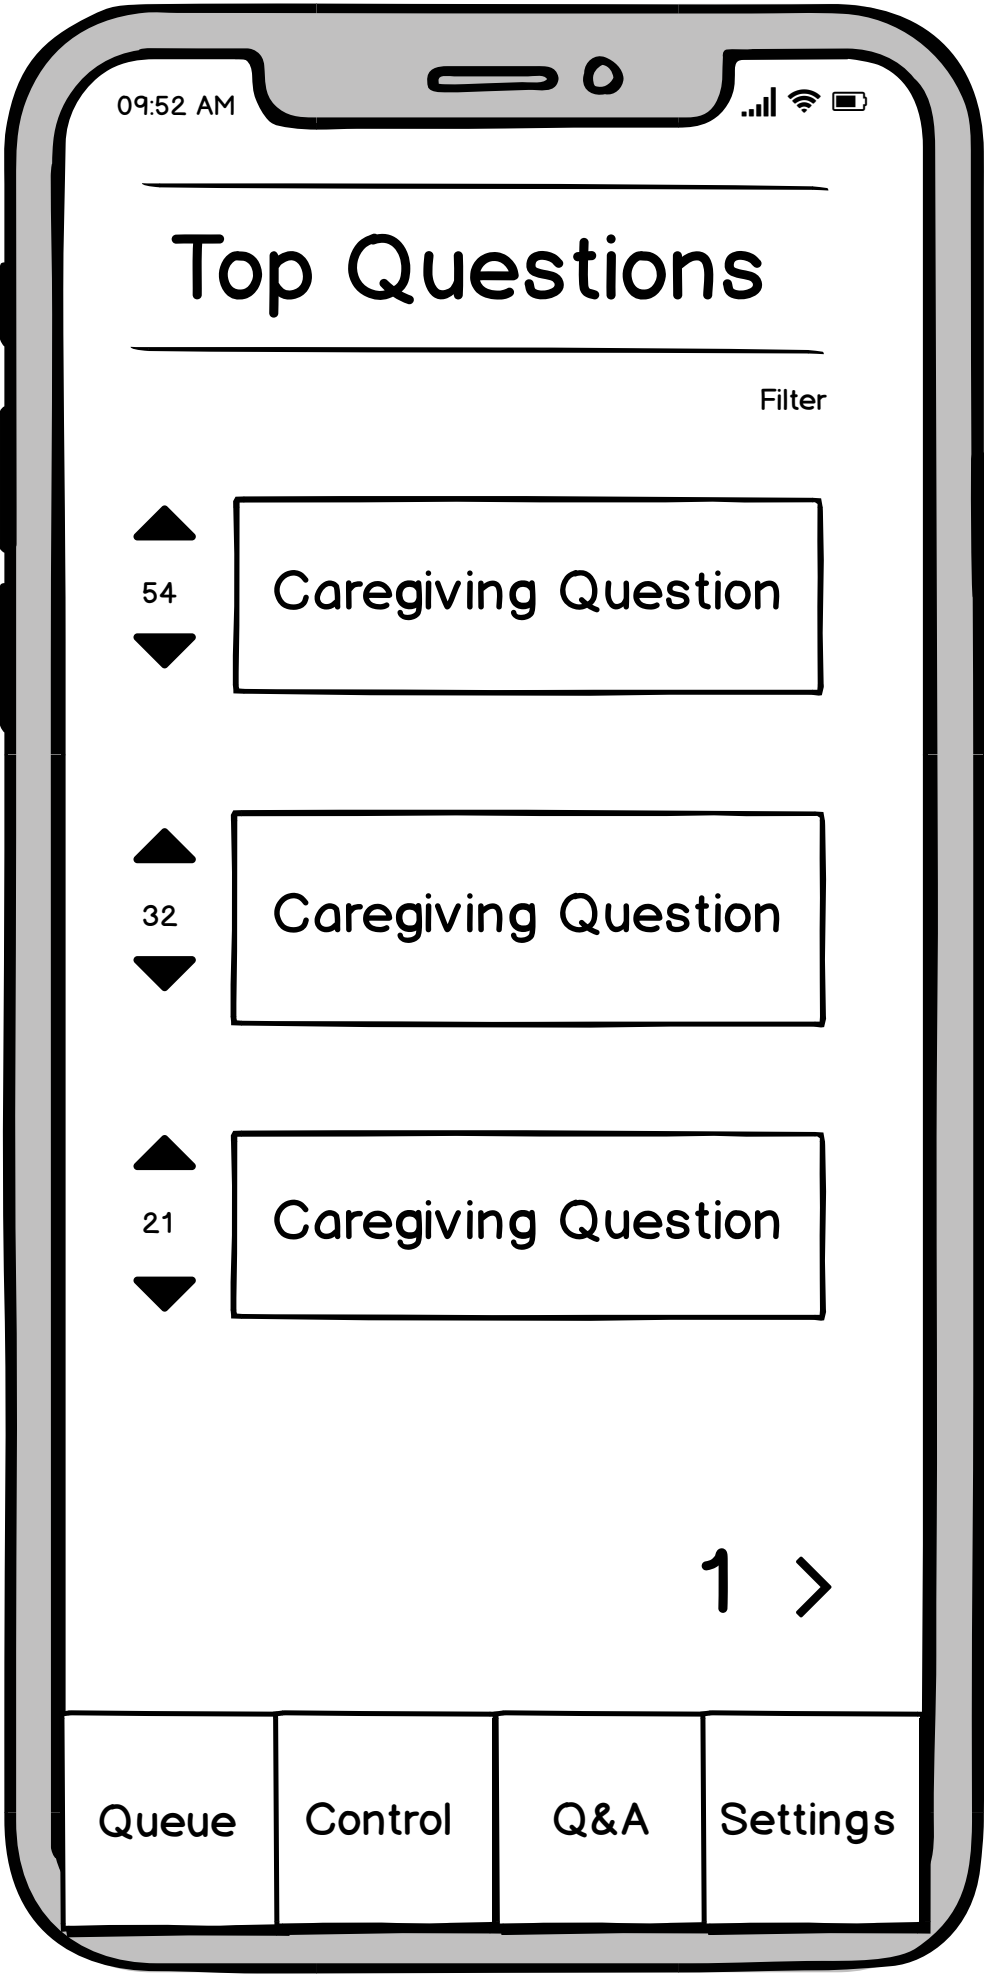 09:52 AM
Top Questions
Filter
54
Caregiving Question
32
Caregiving Question
21
Caregiving Question
1 >
Queue Control Q&A Settings